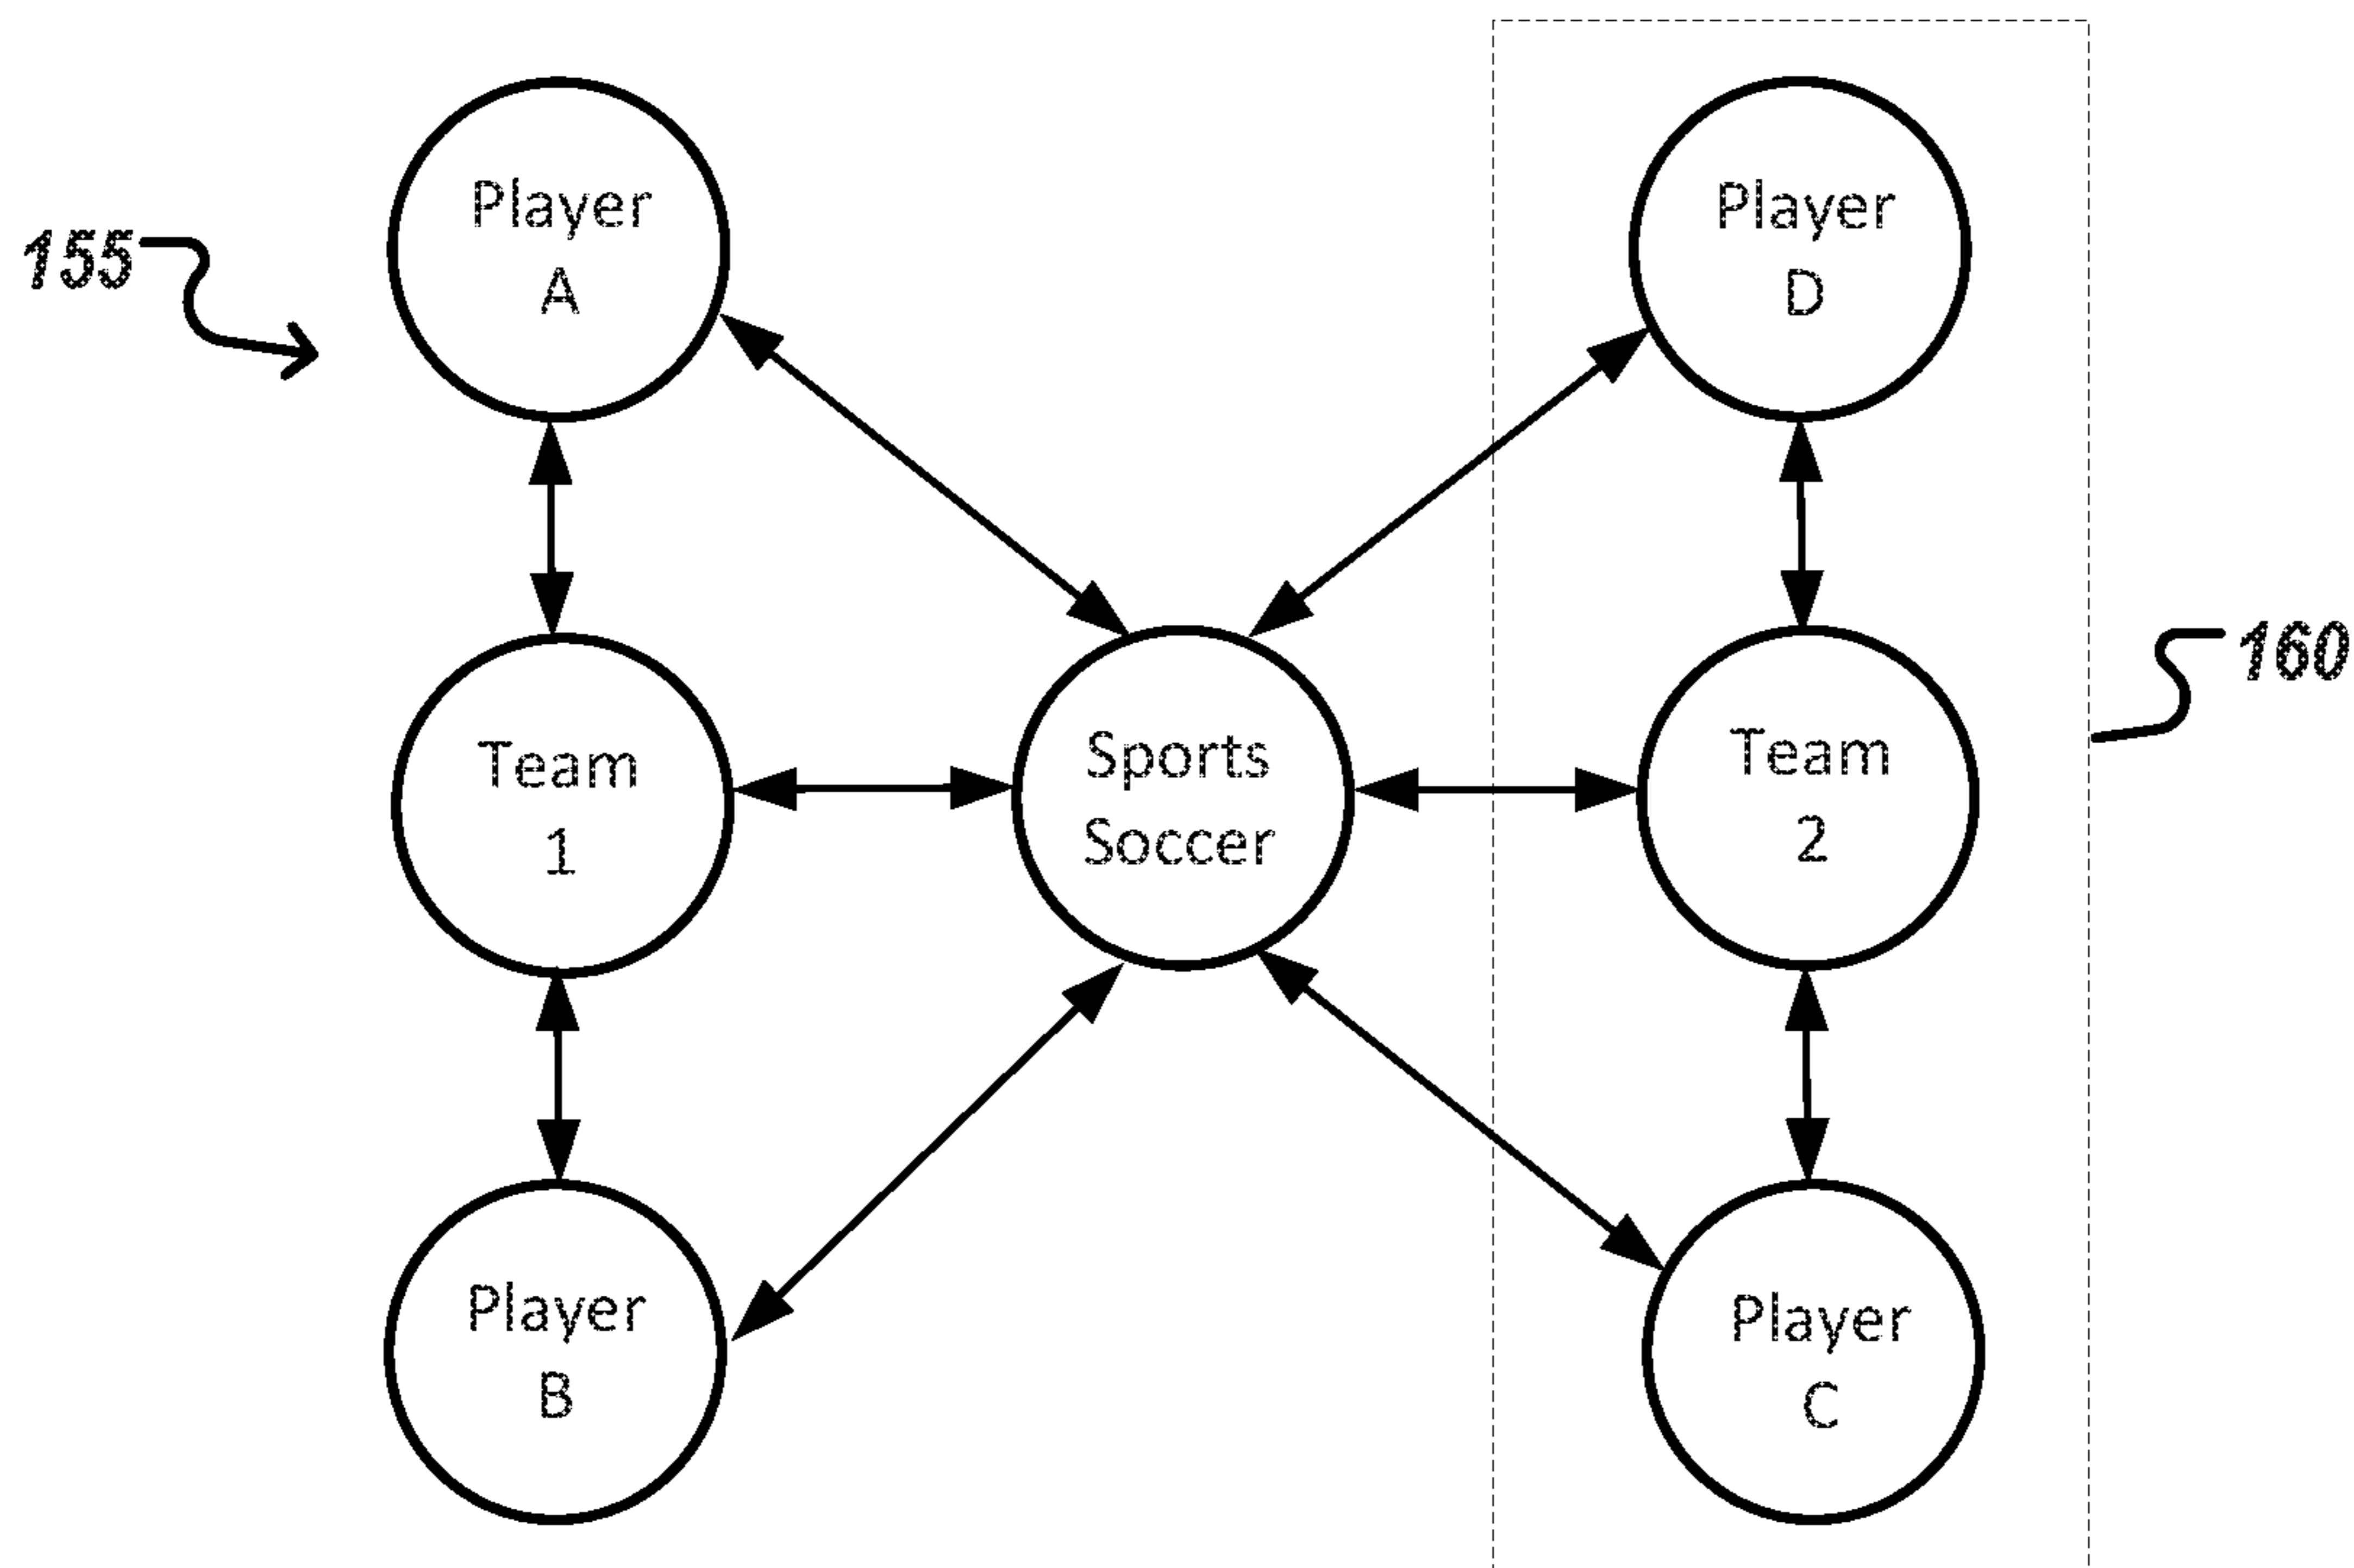 Player
A
Player
D
155
Team
1
Sports
Soccer
Team
2
160
Player
B
Player
C